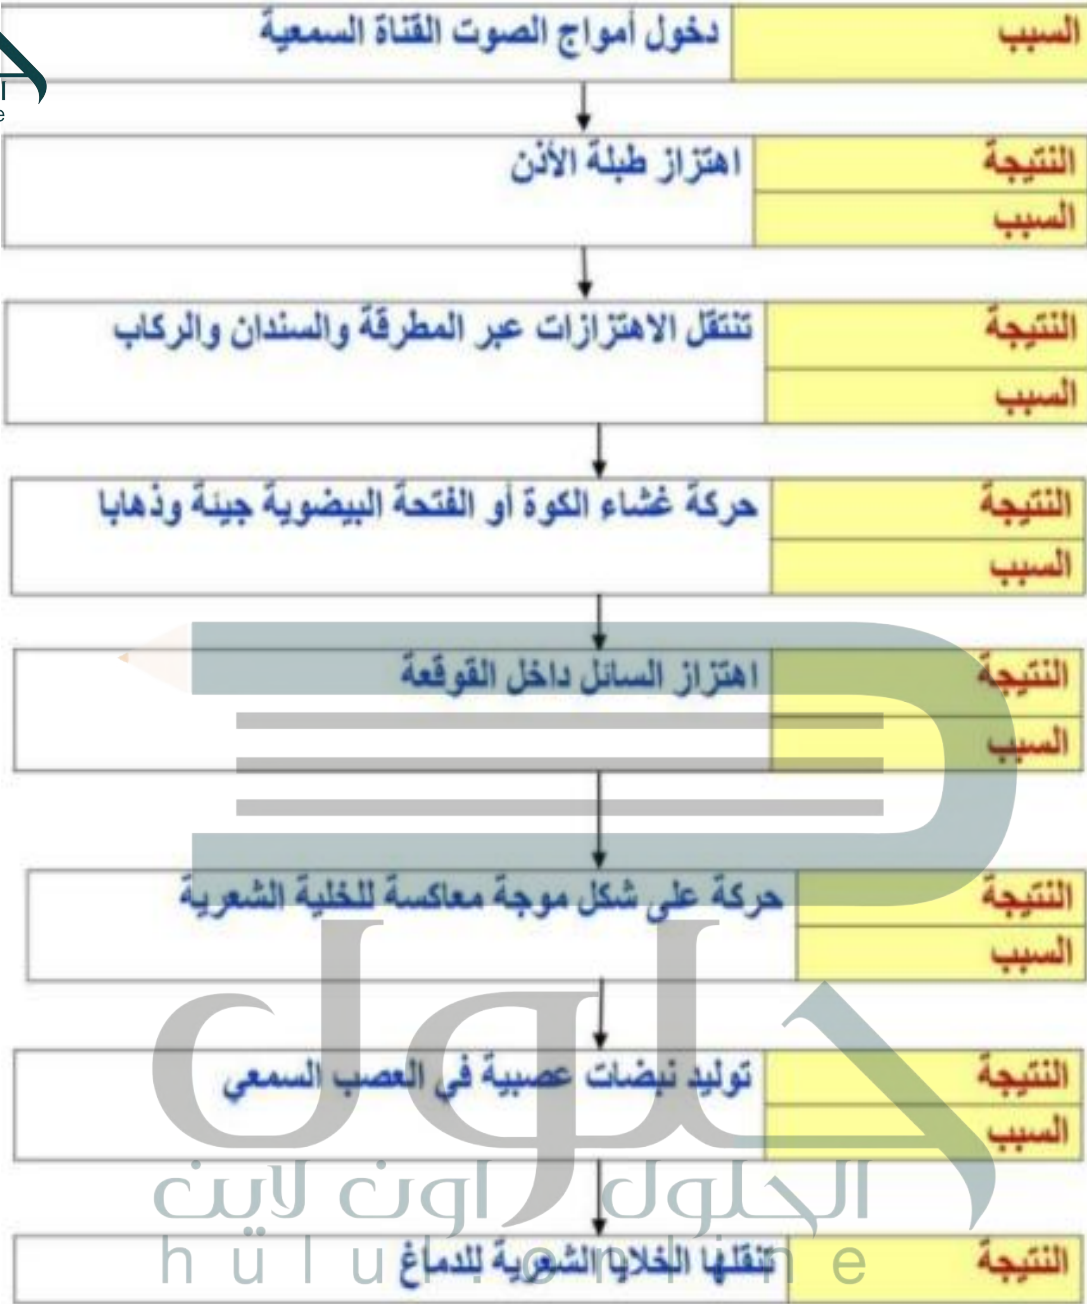 السبب
دخول أمواج الصوت القناة السمعية
النتيجة
اهتزاز طبلة الأذن
السبب
النتيجة
تنتقل الاهتزازات عبر المطرقة والسندان والركاب
السبب
النتيجة
حركة غشاء الكوة أو الفتحة البيضوية جيئة وذهابا
السبب
النتيجة
اهتزاز السائل داخل القوقعة
السبب
النتيجة
حركة على شكل موجة معاكسة للخلية الشعرية
السبب
النتيجة
توليد نبضات عصبية في العصب السمعي
السبب
النتيجة
تنقلها الخلايا الشعرية للدماغ
حلول
الحلول اون لاين
hulul.online